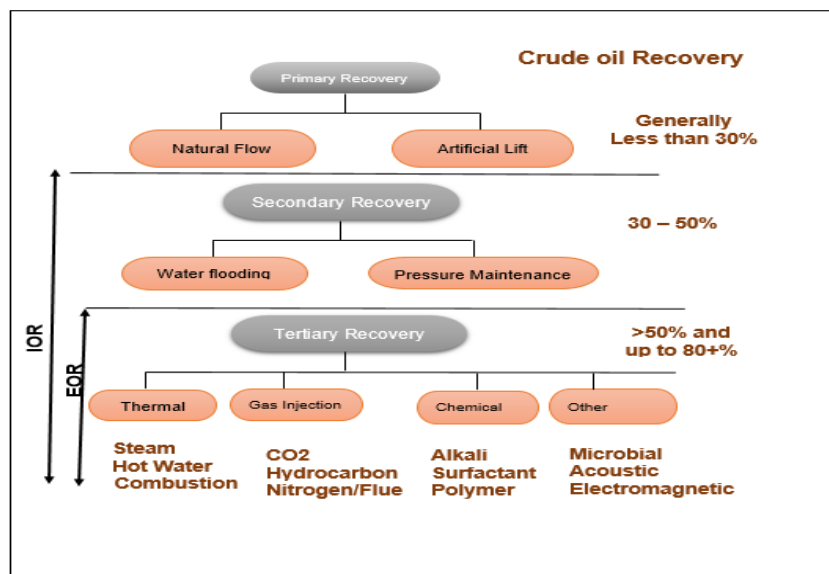 Crude oil Recovery
Primary Recovery
Generally
Less than 30%
Natural Flow
Artificial Lift
Secondary Recovery
30 – 50%
Water flooding
Pressure Maintenance
IOR
EOR
Tertiary Recovery
>50% and
up to 80+%
Thermal
Gas Injection
Chemical
Other
Steam
Hot Water
Combustion
CO2
Hydrocarbon
Nitrogen/Flue
Alkali
Surfactant
Polymer
Microbial
Acoustic
Electromagnetic